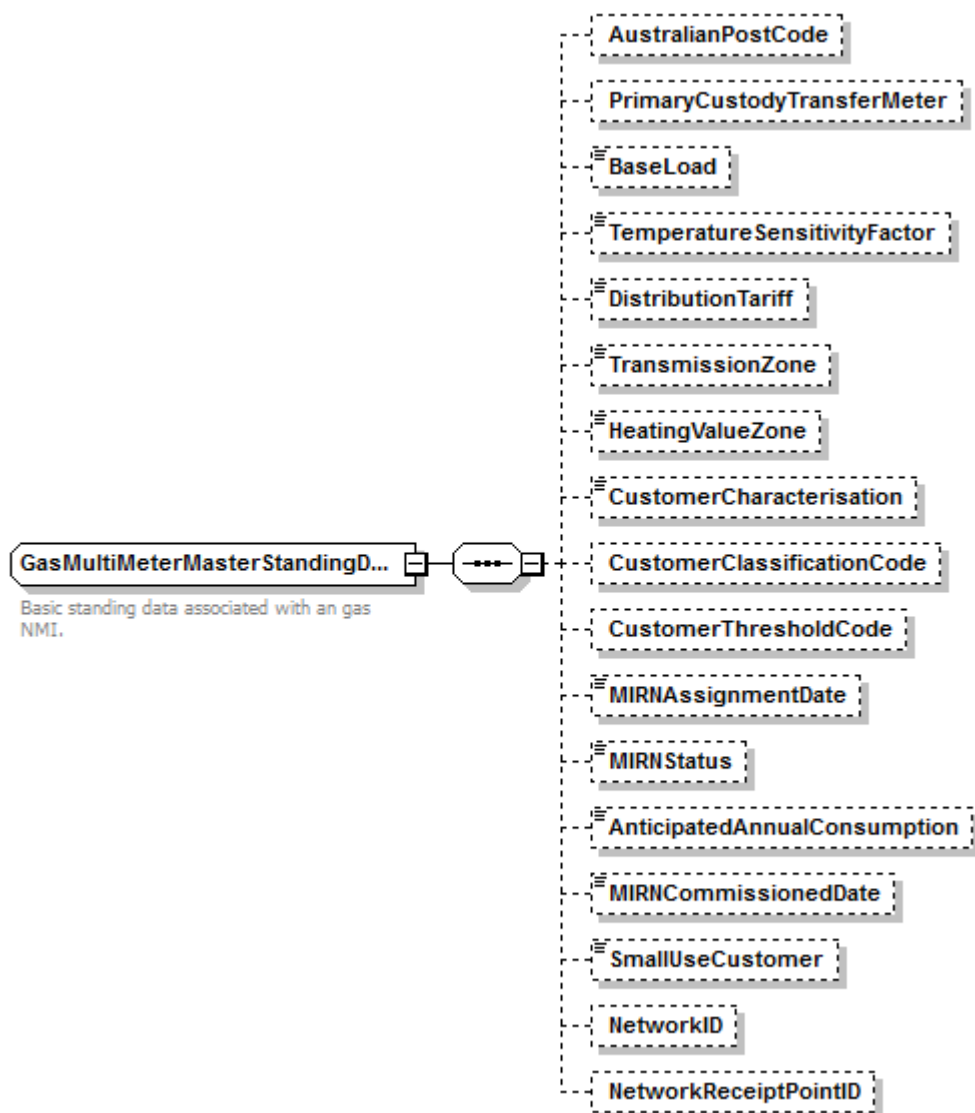 AustralianPostCode
PrimaryCustodyTransferMeter
BaseLoad
TemperatureSensitivityFactor
DistributionTariff
TransmissionZone
HeatingValueZone
CustomerCharacterisation
GasMultiMeterMasterStandingD...
Basic standing data associated with an gas
NMI.
CustomerClassificationCode
CustomerThresholdCode
MIRNAssignmentDate
MIRNStatus
AnticipatedAnnualConsumption
MIRNCommissionedDate
SmallUseCustomer
NetworkID
NetworkReceiptPointID